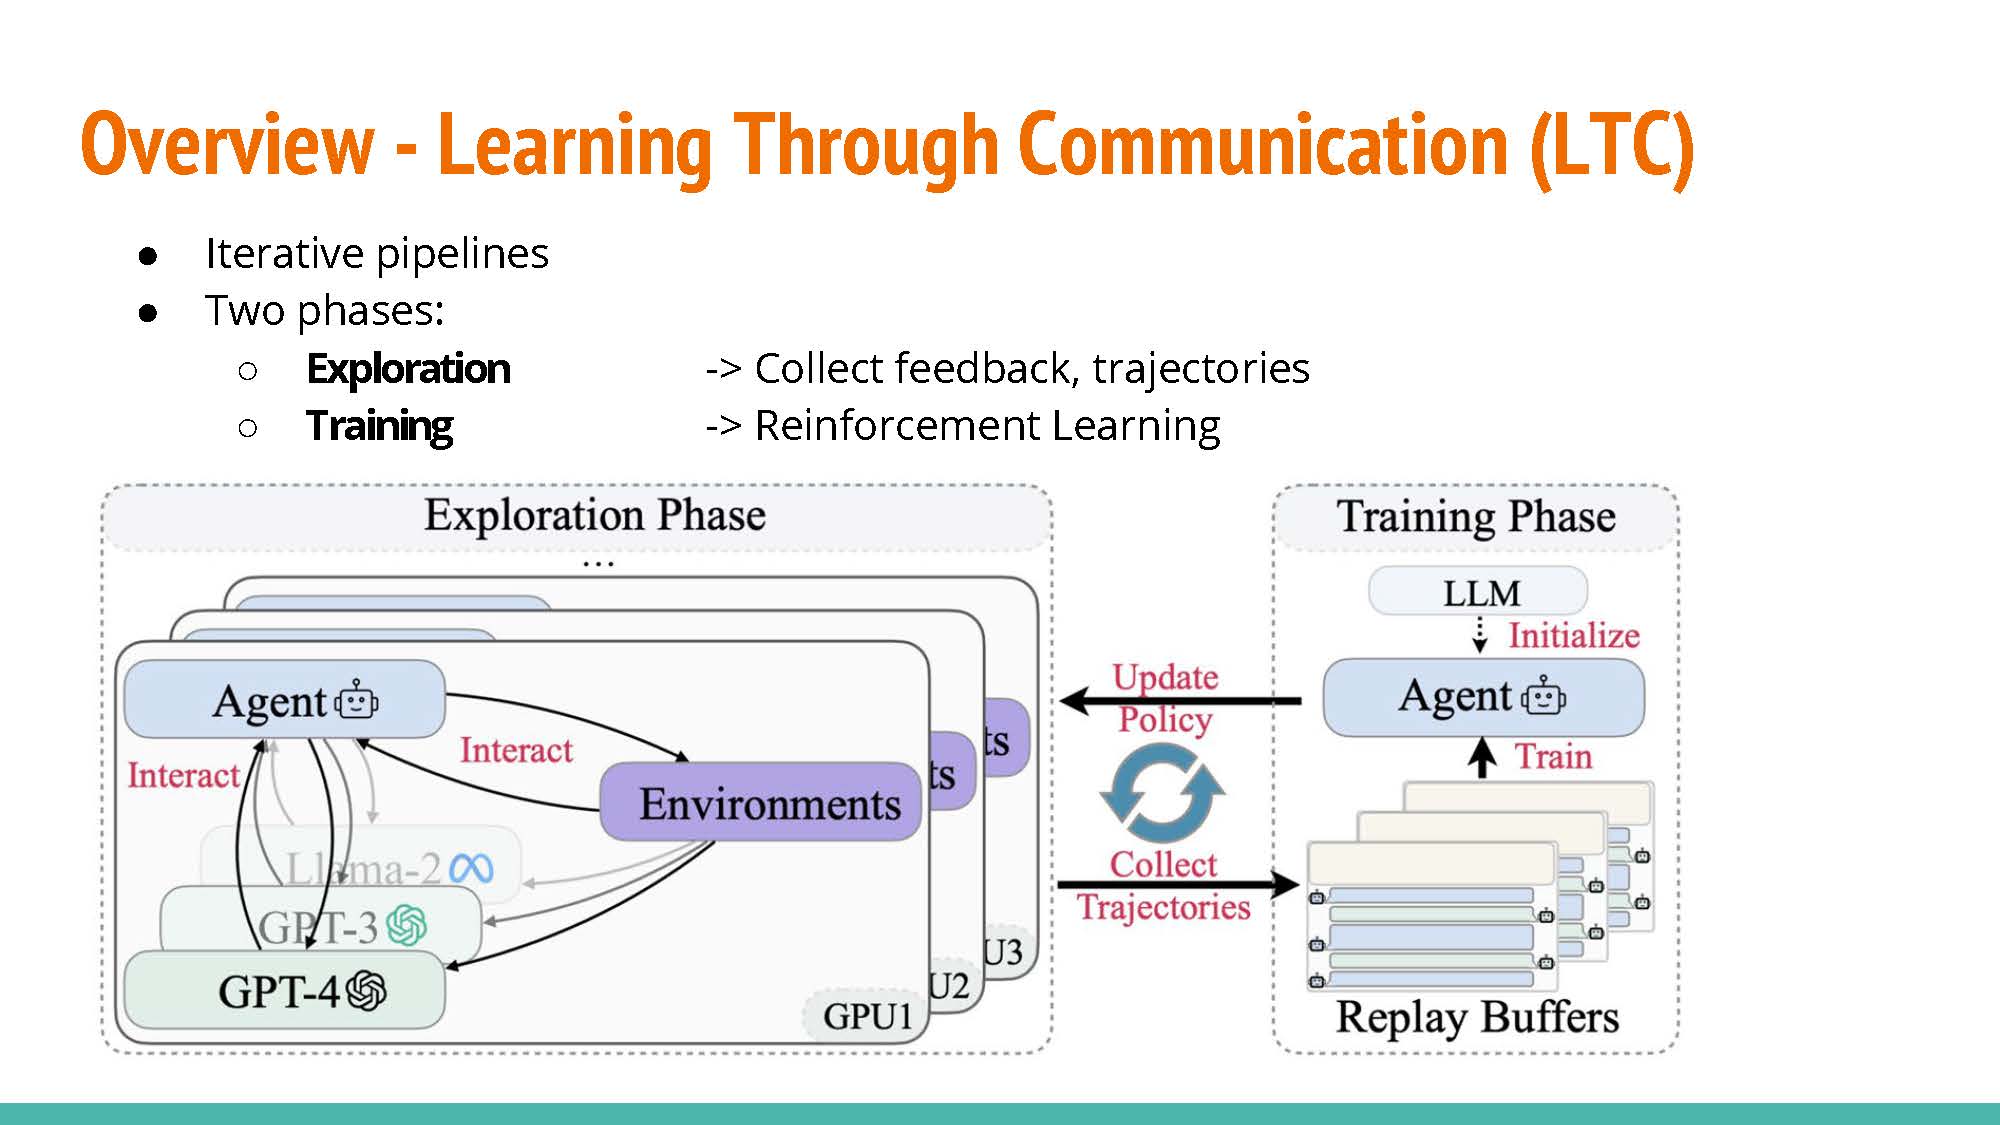 Overview - Learning Through Communication (LTC)
● Iterative pipelines
● Two phases:
○ Exploration -> Collect feedback, trajectories
○ Training -> Reinforcement Learning
Exploration Phase
...
Agent
Interact
Interact
Environments
ts
ts
Llama-2
GPT-3
GPT-4
GPU1
U2
U3
Update
Policy
Collect
Trajectories
Training Phase
LLM
Initialize
Agent
Train
Replay Buffers